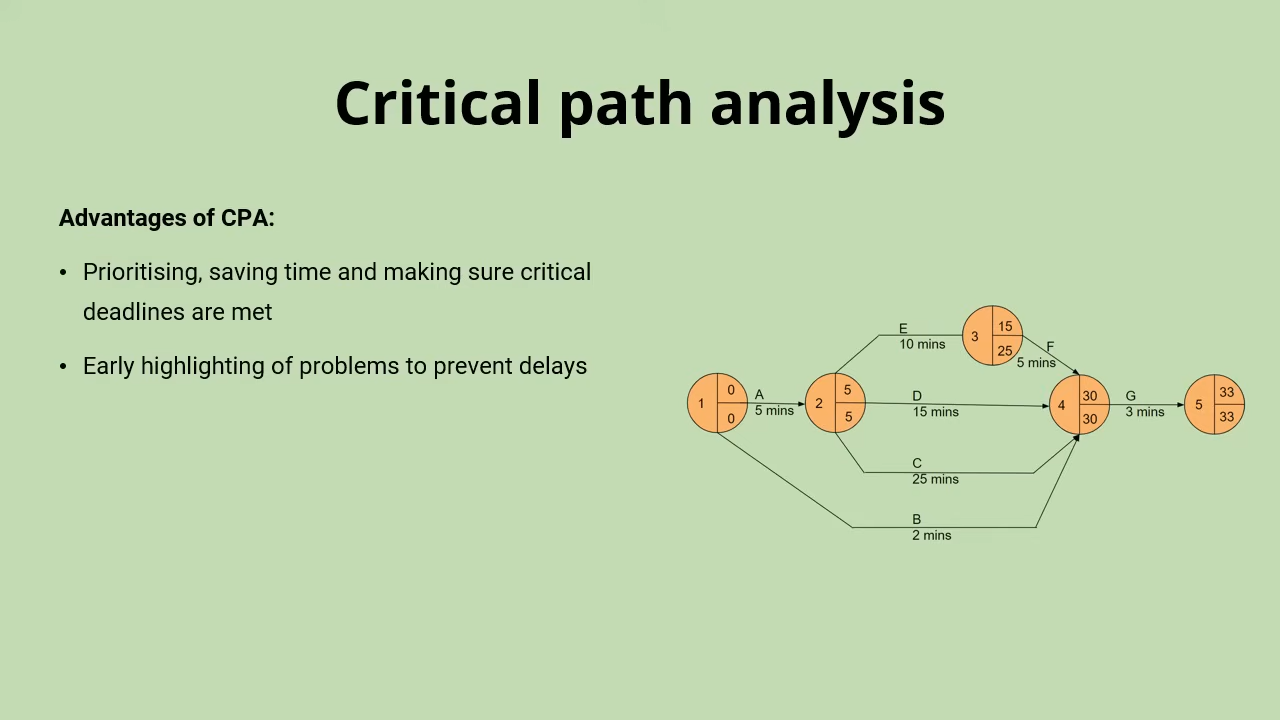 Critical path analysis
Advantages of CPA:
• Prioritising, saving time and making sure critical
deadlines are met
• Early highlighting of problems to prevent delays
1
0
0
A
5 mins
2
5
5
E
10 mins
3
15
25
F
5 mins
D
15 mins
C
25 mins
B
2 mins
4
30
30
G
3 mins
5
33
33